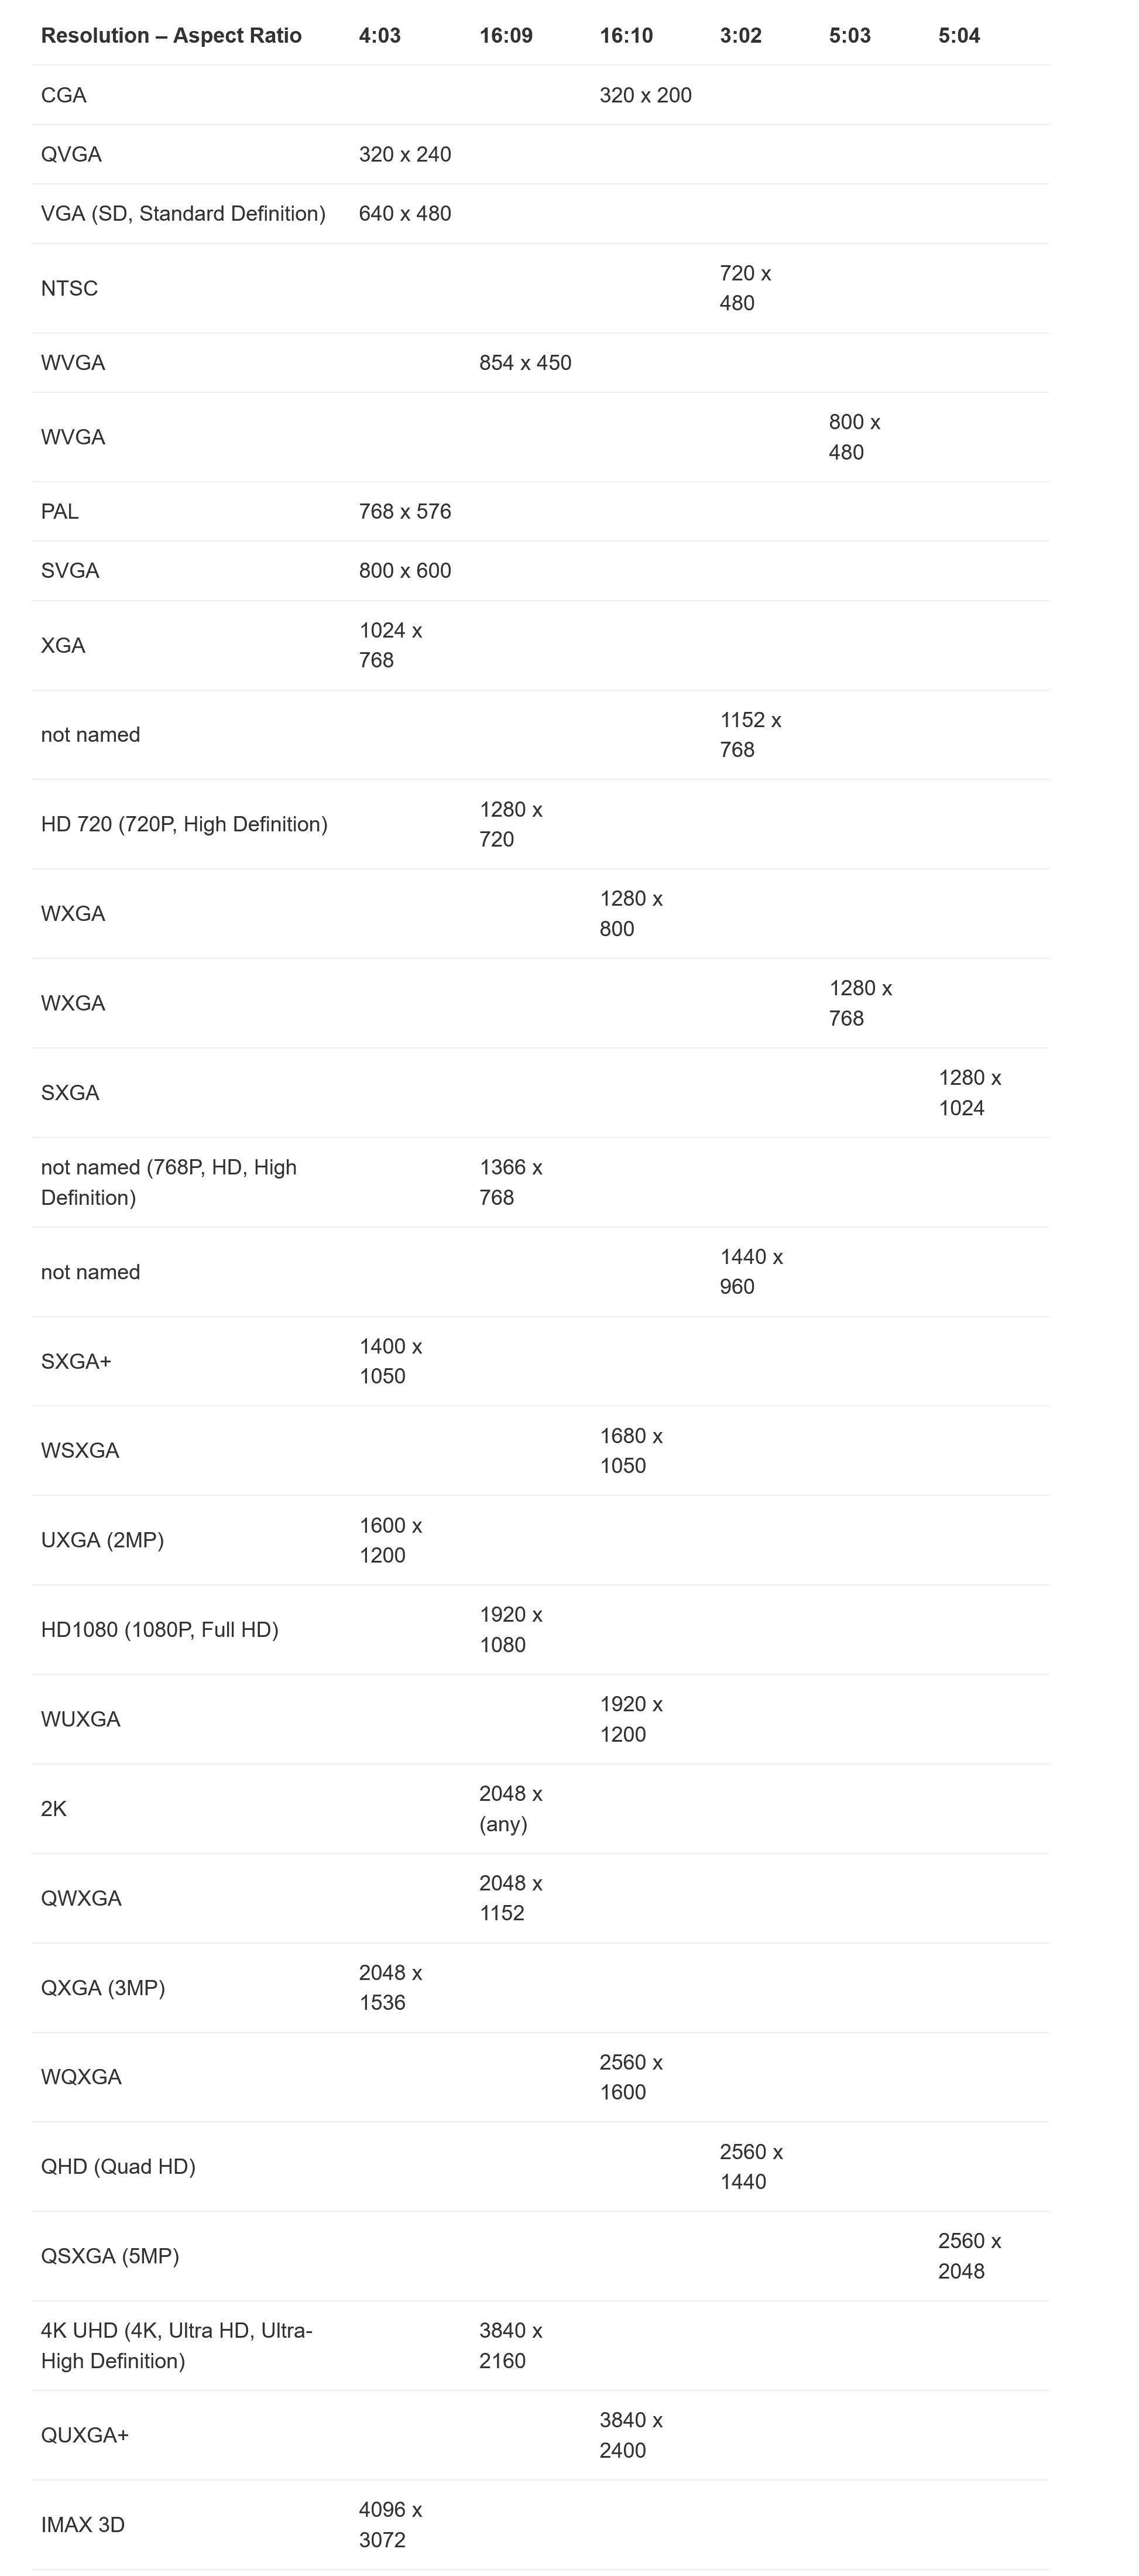 Resolution – Aspect Ratio 4:03 16:09 16:10 3:02 5:03 5:04
CGA 320 x 200
QVGA 320 x 240
VGA (SD, Standard Definition) 640 x 480
NTSC 720 x
480
WVGA 854 x 450
WVGA 800 x
480
PAL 768 x 576
SVGA 800 x 600
XGA 1024 x
768
not named 1152 x
768
HD 720 (720P, High Definition) 1280 x
720
WXGA 1280 x
800
WXGA 1280 x
768
SXGA 1280 x
1024
not named (768P, HD, High 1366 x
Definition) 768
not named 1440 x
960
SXGA+ 1400 x
1050
WSXGA 1680 x
1050
UXGA (2MP) 1600 x
1200
HD1080 (1080P, Full HD) 1920 x
1080
WUXGA 1920 x
1200
2K 2048 x
(any)
QWXGA 2048 x
1152
QXGA (3MP) 2048 x
1536
WQXGA 2560 x
1600
QHD (Quad HD) 2560 x
1440
QSXGA (5MP) 2560 x
2048
4K UHD (4K, Ultra HD, Ultra- 3840 x
High Definition) 2160
QUXGA+ 3840 x
2400
IMAX 3D 4096 x
3072